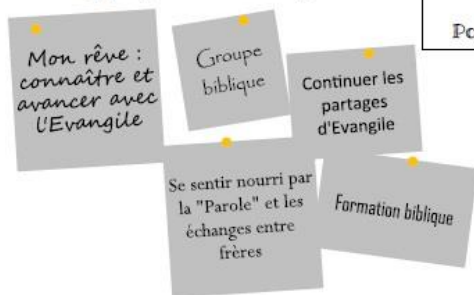 Mon rêve :
connaître et
avancer avec
l'Evangile
Groupe
biblique
Continuer les
partages
d'Evangile
Se sentir nourri par
la "Parole" et les
échanges entre
frères
Formation biblique